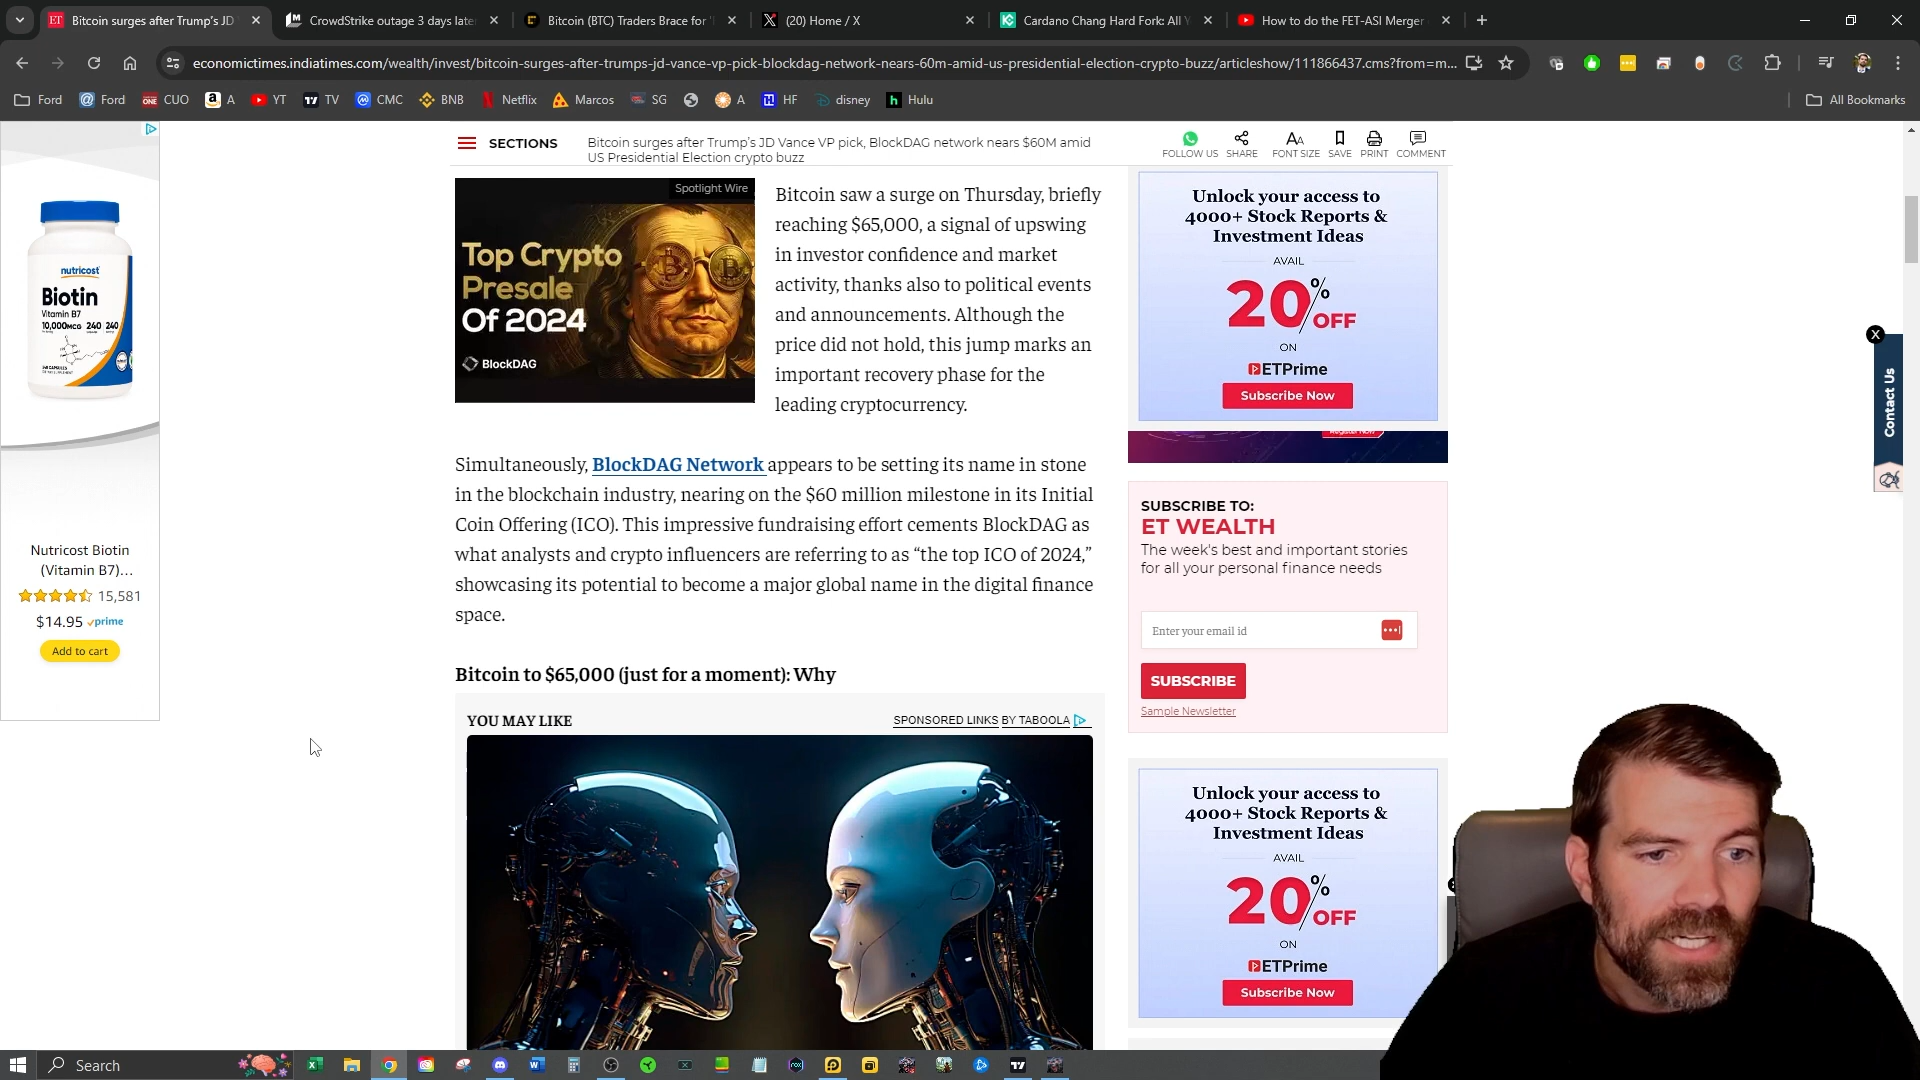 Bitcoin surges after Trump's JD
CrowdStrike outage 3 days late
Bitcoin (BTC) Traders Brace for
(20) Home / X
Cardano Chang Hard Fork: All
How to do the FET-ASI Merger
economictimes.indiatimes.com/wealth/invest/bitcoin-surges-after-trumps-jd-vance-vp-pick-blockdag-network-nears-60m-amid-us-presidential-election-crypto-buzz/articleshow/111866437.cms?from=m...
Ford
Ford
CUO
A
YT
TV
CMC
BNB
Netflix
Marcos
SG
A
HF
disney
Hulu
All Bookmarks
SECTIONS
Bitcoin surges after Trump's JD Vance VP pick, BlockDAG network nears $60M amid
US Presidential Election crypto buzz
FOLLOW US
SHARE
FONT SIZE
SAVE
PRINT
COMMENT
nutricost
Biotin
Vitamin B7
10,000MCG 240 240
Nutricost Biotin
(Vitamin B7)...
15,581
$14.95 prime
Add to cart
Spotlight Wire
Top Crypto
Presale
Of 2024
BlockDAG
Bitcoin saw a surge on Thursday, briefly
reaching $65,000, a signal of upswing
in investor confidence and market
activity, thanks also to political events
and announcements. Although the
price did not hold, this jump marks an
important recovery phase for the
leading cryptocurrency.
Simultaneously, BlockDAG Network appears to be setting its name in stone
in the blockchain industry, nearing on the $60 million milestone in its Initial
Coin Offering (ICO). This impressive fundraising effort cements BlockDAG as
what analysts and crypto influencers are referring to as “the top ICO of 2024,”
showcasing its potential to become a major global name in the digital finance
space.
Bitcoin to $65,000 (just for a moment): Why
YOU MAY LIKE
SPONSORED LINKS BY TABOOLA
Unlock your access to
4000+ Stock Reports &
Investment Ideas
AVAIL
20% OFF
ON
ETPrime
Subscribe Now
Register Now
SUBSCRIBE TO:
ET WEALTH
The week's best and important stories
for all your personal finance needs
Enter your email id
SUBSCRIBE
Sample Newsletter
Unlock your access to
4000+ Stock Reports &
Investment Ideas
AVAIL
20% OFF
ON
ETPrime
Subscribe Now
X
Contact Us
Search